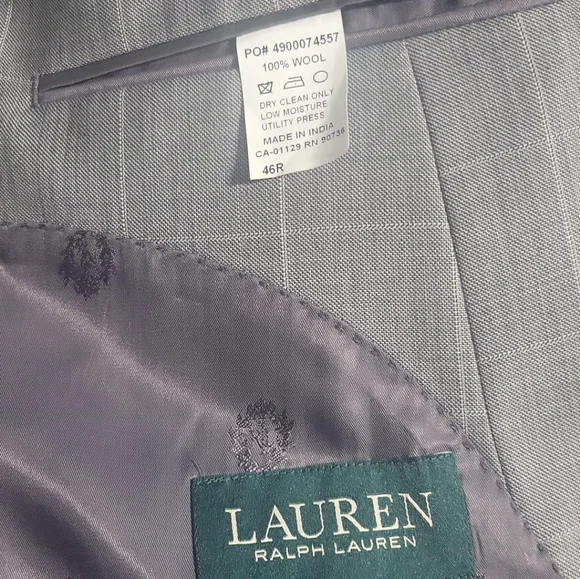 PO# 4900074557
100% WOOL
DRY CLEAN ONLY
LOW MOISTURE
UTILITY PRESS
MADE IN INDIA
CA-01129 RN 90736
46R
LAUREN
RALPH LAUREN